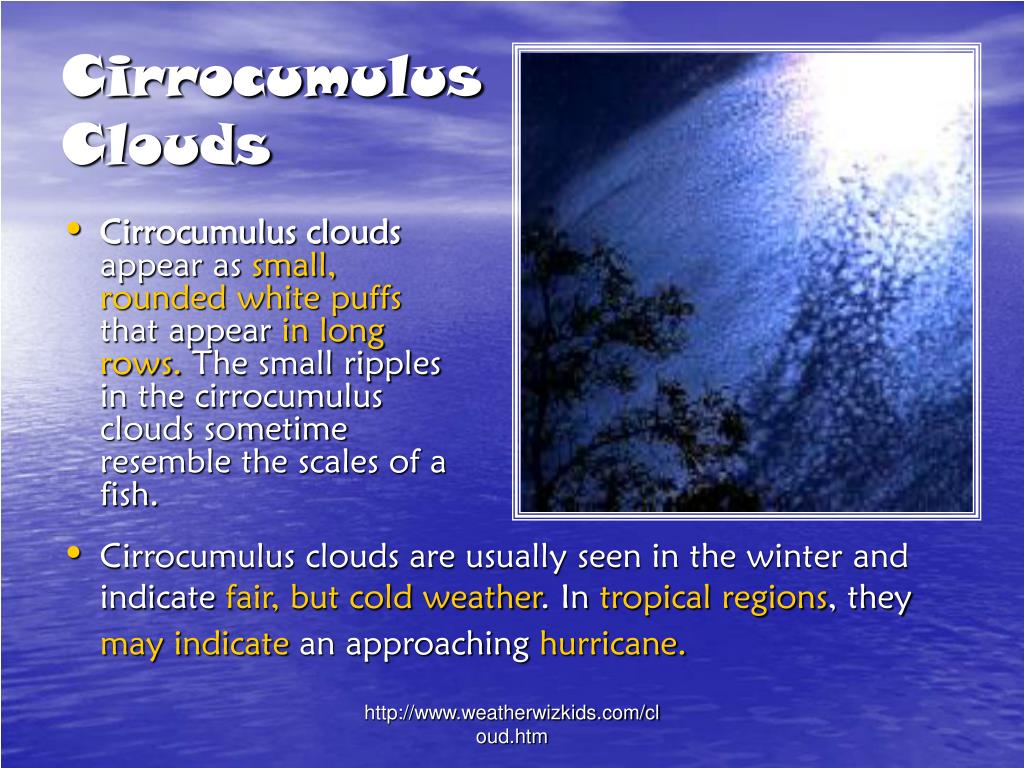 Cirrocumulus
Clouds
• Cirrocumulus clouds
appear as small,
rounded white puffs
that appear in long
rows. The small ripples
in the cirrocumulus
clouds sometime
resemble the scales of a
fish.
• Cirrocumulus clouds are usually seen in the winter and
indicate fair, but cold weather. In tropical regions, they
may indicate an approaching hurricane.
http://www.weatherwizkids.com/cl
oud.htm